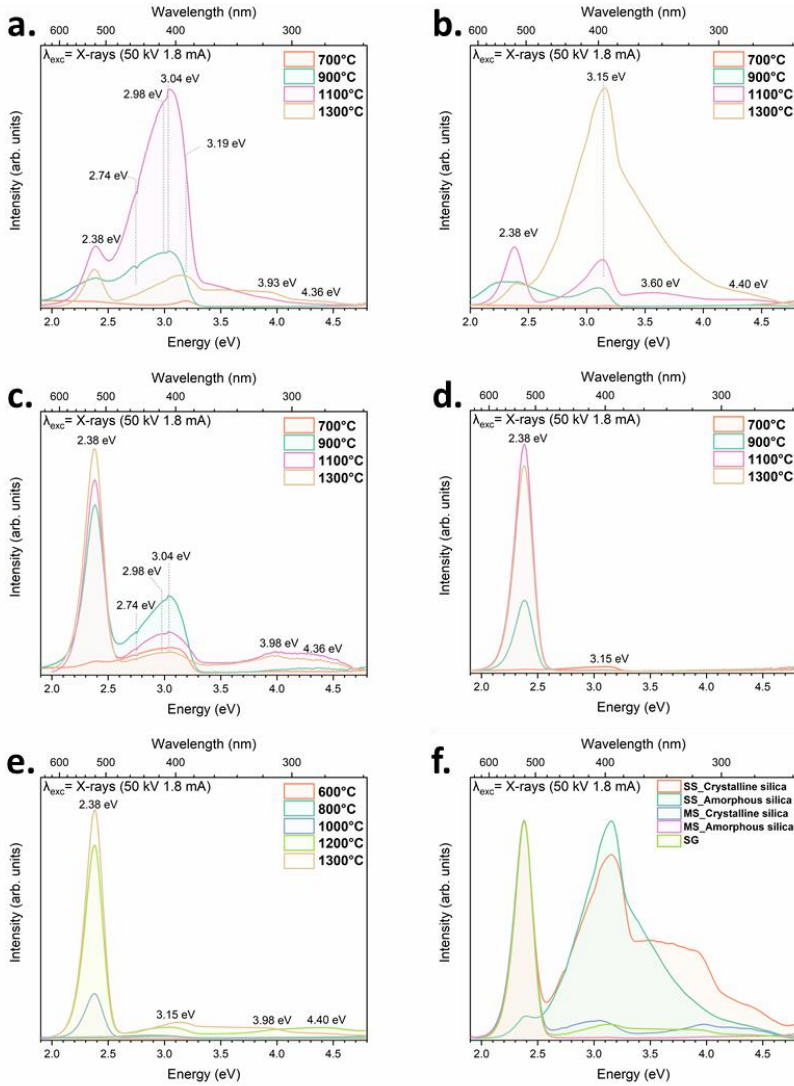 a.
Wavelength (nm)
600 500 400 300
λexc= X-rays (50 kV 1.8 mA)
3.04 eV
2.98 eV
3.19 eV
2.74 eV
2.38 eV
3.93 eV
4.36 eV
700°C
900°C
1100°C
1300°C
Intensity (arb. units)
2.0 2.5 3.0 3.5 4.0 4.5
Energy (eV)
b.
Wavelength (nm)
600 500 400 300
λexc= X-rays (50 kV 1.8 mA)
3.15 eV
2.38 eV
3.60 eV
4.40 eV
700°C
900°C
1100°C
1300°C
Intensity (arb. units)
2.0 2.5 3.0 3.5 4.0 4.5
Energy (eV)
c.
Wavelength (nm)
600 500 400 300
λexc= X-rays (50 kV 1.8 mA)
2.38 eV
3.04 eV
2.98 eV
2.74 eV
3.98 eV
4.36 eV
700°C
900°C
1100°C
1300°C
Intensity (arb. units)
2.0 2.5 3.0 3.5 4.0 4.5
Energy (eV)
d.
Wavelength (nm)
600 500 400 300
λexc= X-rays (50 kV 1.8 mA)
2.38 eV
3.15 eV
700°C
900°C
1100°C
1300°C
Intensity (arb. units)
2.0 2.5 3.0 3.5 4.0 4.5
Energy (eV)
e.
Wavelength (nm)
600 500 400 300
λexc= X-rays (50 kV 1.8 mA)
2.38 eV
3.15 eV
3.98 eV
4.40 eV
600°C
800°C
1000°C
1200°C
1300°C
Intensity (arb. units)
2.0 2.5 3.0 3.5 4.0 4.5
Energy (eV)
f.
Wavelength (nm)
600 500 400 300
λexc= X-rays (50 kV 1.8 mA)
SS_Crystalline silica
SS_Amorphous silica
MS_Crystalline silica
MS_Amorphous silica
SG
Intensity (arb. units)
2.0 2.5 3.0 3.5 4.0 4.5
Energy (eV)